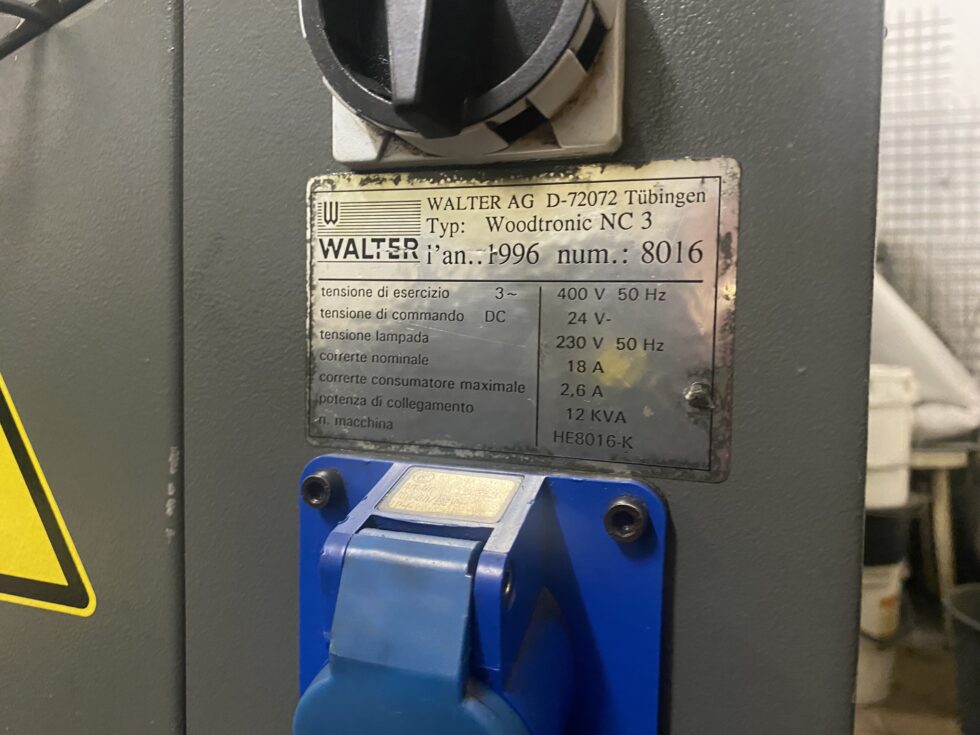 WALTER AG D-72072 Tübingen
Typ: Woodtronic NC 3
W
WALTER
i'an..1996 num.: 8016
tensione di esercizio 3~ 400 V 50 Hz
tensione di commando DC 24 V-
tensione lampada 230 V 50 Hz
correrte nominale 18 A
correrte consumatore maximale 2,6 A
potenza di collegamento 12 KVA
n. macchina HE8016-K